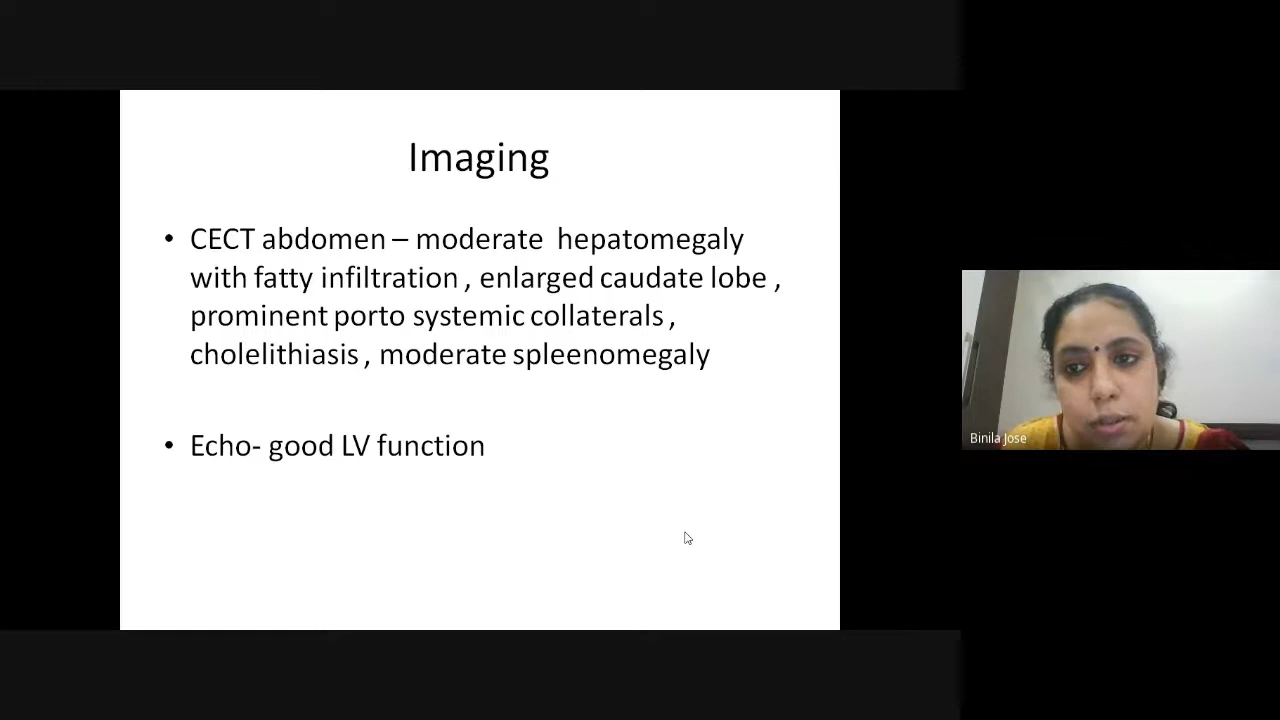 Imaging
• CECT abdomen – moderate hepatomegaly
with fatty infiltration , enlarged caudate lobe ,
prominent porto systemic collaterals ,
cholelithiasis , moderate spleenomegaly
• Echo- good LV function
Binila Jose